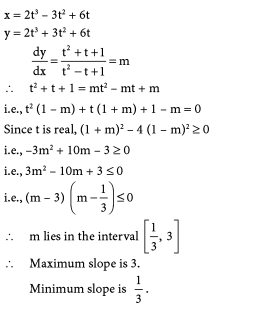 x = 2t³ – 3t² + 6t
y = 2t³ + 3t² + 6t
dy/dx = (t² + t + 1)/(t² – t + 1) = m
∴ t² + t + 1 = mt² – mt + m
i.e., t² (1 – m) + t (1 + m) + 1 – m = 0
Since t is real, (1 + m)² – 4 (1 – m)² ≥ 0
i.e., –3m² + 10m – 3 ≥ 0
i.e., 3m² – 10m + 3 ≤ 0
i.e., (m – 3) (m – 1/3) ≤ 0
∴ m lies in the interval [1/3, 3]
∴ Maximum slope is 3.
Minimum slope is 1/3.